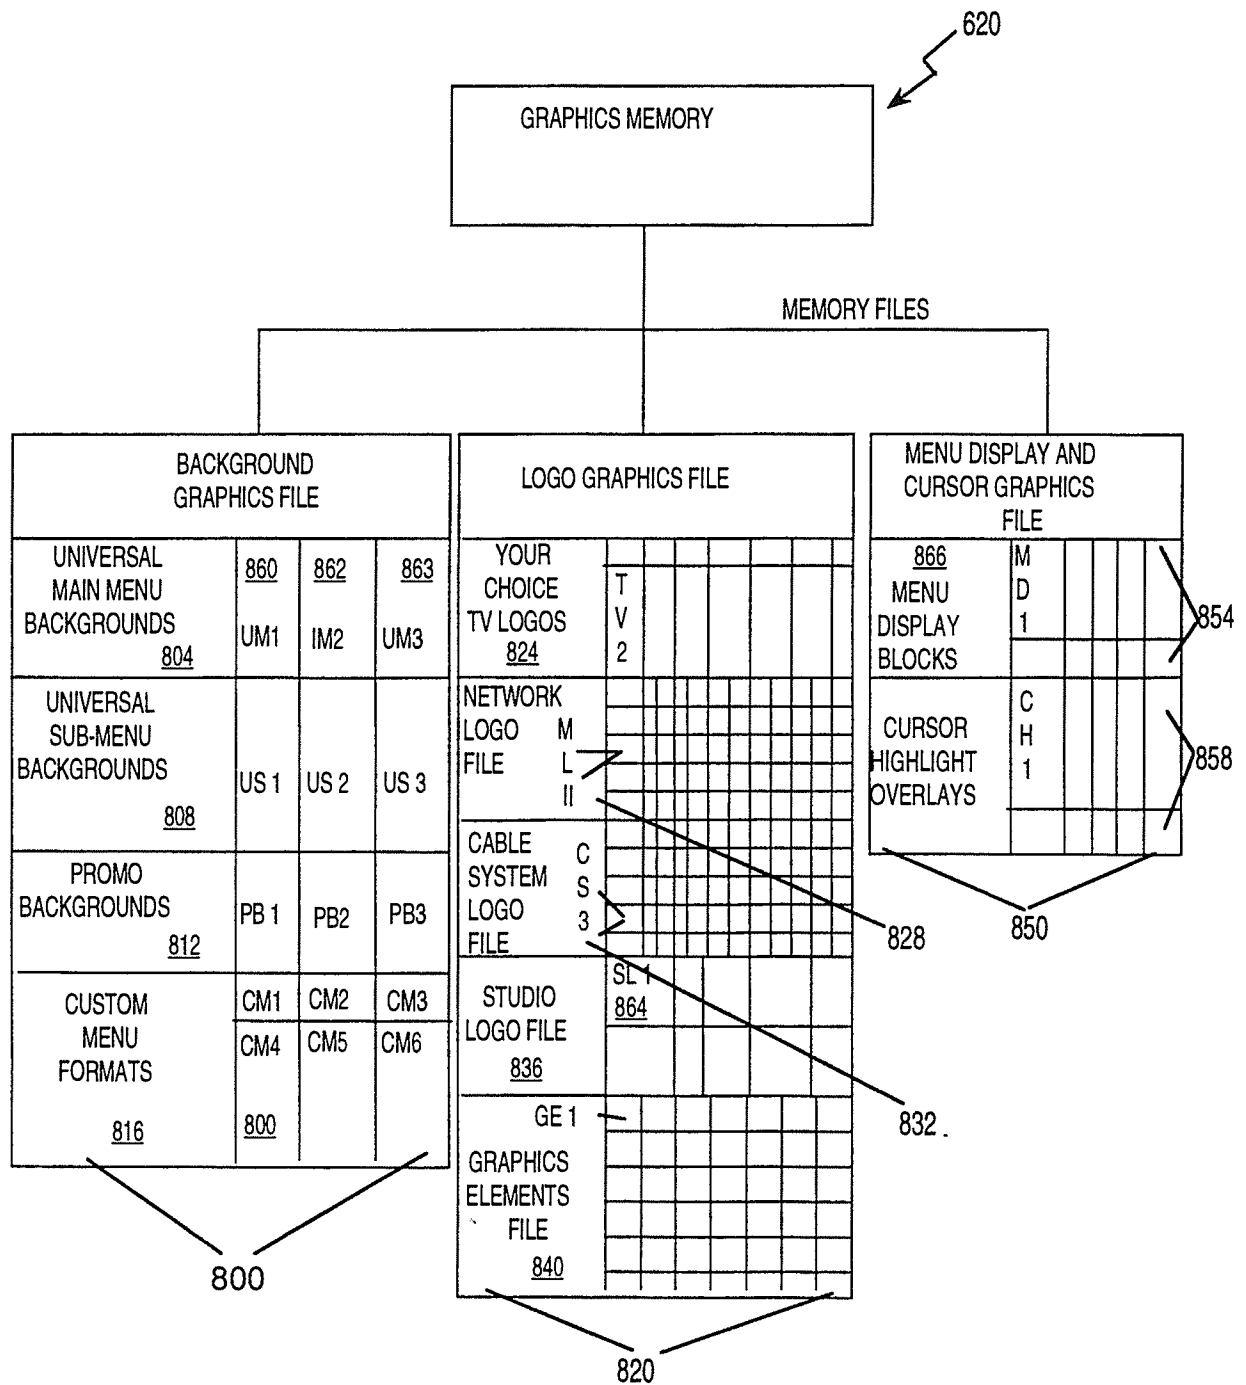 620
GRAPHICS MEMORY
MEMORY FILES
BACKGROUND
GRAPHICS FILE
UNIVERSAL
MAIN MENU
BACKGROUNDS
804
860 862 863
UM1 IM2 UM3
UNIVERSAL
SUB-MENU
BACKGROUNDS
808
US 1 US 2 US 3
PROMO
BACKGROUNDS
812
PB 1 PB2 PB3
CUSTOM
MENU
FORMATS
816
CM1 CM2 CM3
CM4 CM5 CM6
800
800
LOGO GRAPHICS FILE
YOUR
CHOICE
TV LOGOS
824
T
V
2
NETWORK
LOGO
FILE
M
L
II
828
CABLE
SYSTEM
LOGO
FILE
C
S
3
832
STUDIO
LOGO FILE
836
SL 1
864
GE 1
GRAPHICS
ELEMENTS
FILE
840
820
MENU DISPLAY AND
CURSOR GRAPHICS
FILE
866
MENU
DISPLAY
BLOCKS
M
D
1
854
CURSOR
HIGHLIGHT
OVERLAYS
C
H
1
858
850